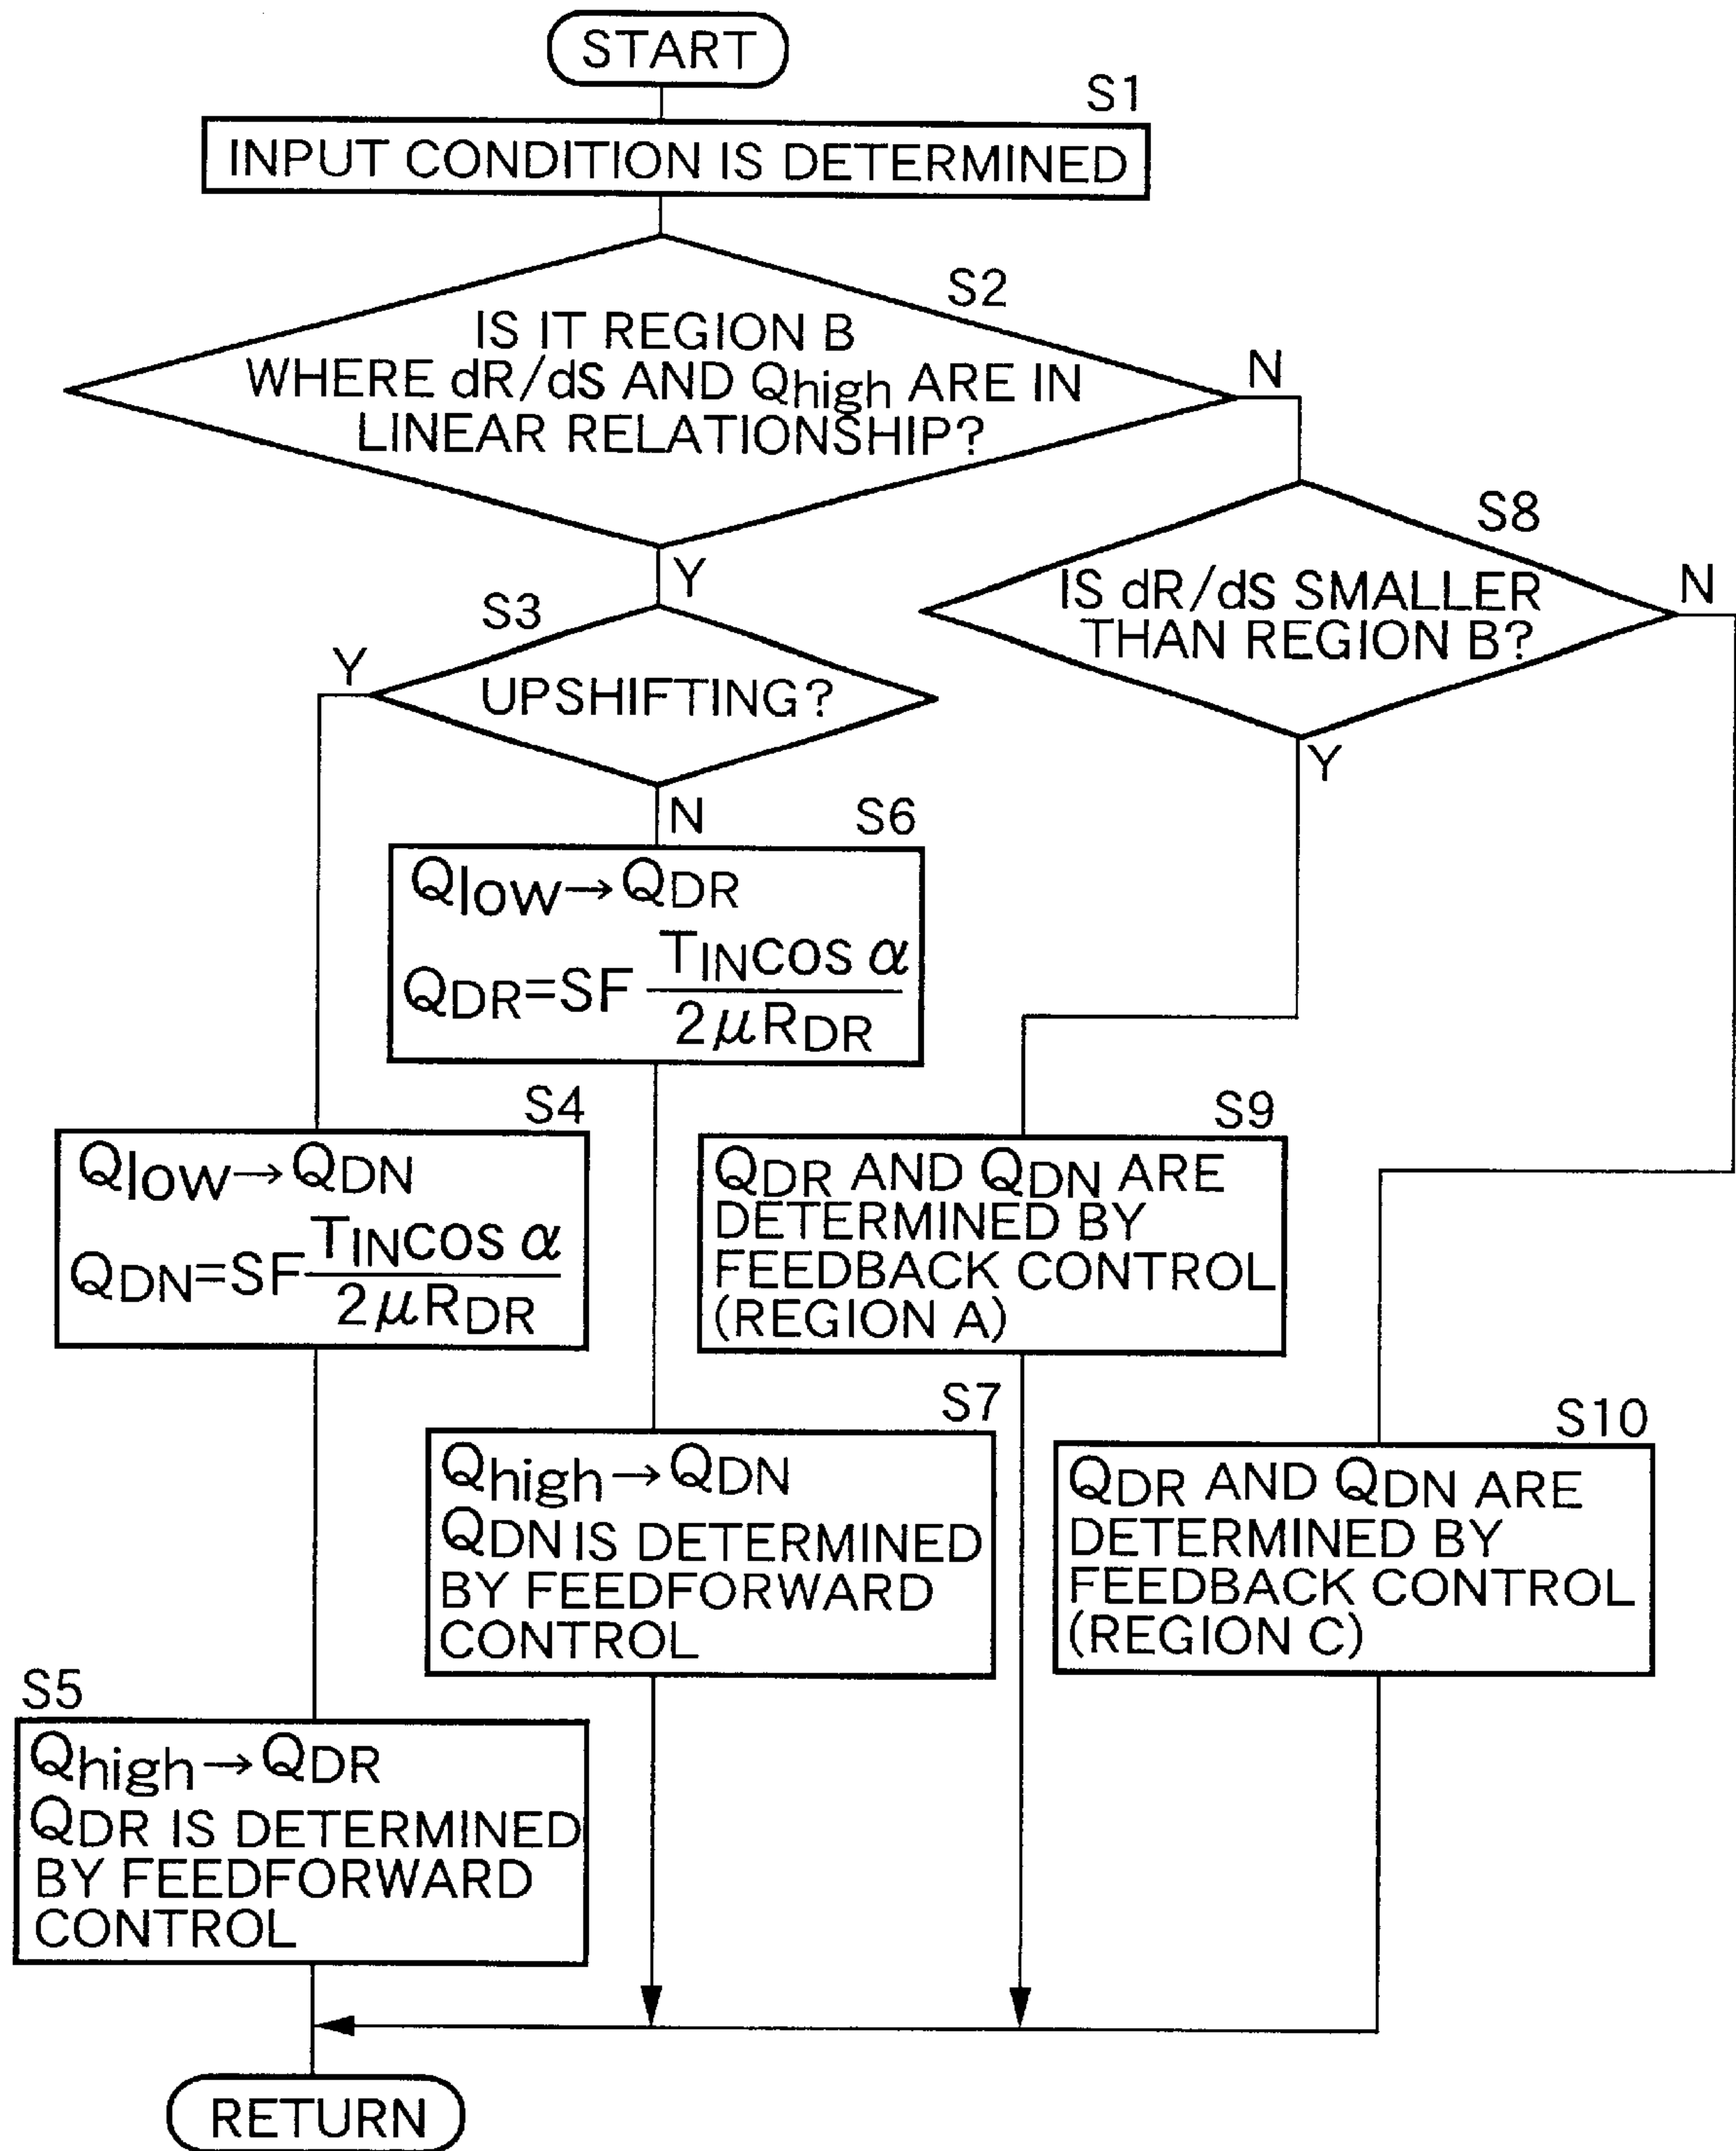 START
S1
INPUT CONDITION IS DETERMINED
S2
IS IT REGION B
WHERE dR/dS AND Qhigh ARE IN
LINEAR RELATIONSHIP?
N
Y
S8
IS dR/dS SMALLER
THAN REGION B?
N
Y
S3
UPSHIFTING?
Y
N
S6
Qlow→QDR
QDR=SF TINCOS α
2μRDR
S4
Qlow→QDN
QDN=SF TINCOS α
2μRDR
S9
QDR AND QDN ARE
DETERMINED BY
FEEDBACK CONTROL
(REGION A)
S7
Qhigh→QDN
QDN IS DETERMINED
BY FEEDFORWARD
CONTROL
S10
QDR AND QDN ARE
DETERMINED BY
FEEDBACK CONTROL
(REGION C)
S5
Qhigh→QDR
QDR IS DETERMINED
BY FEEDFORWARD
CONTROL
RETURN